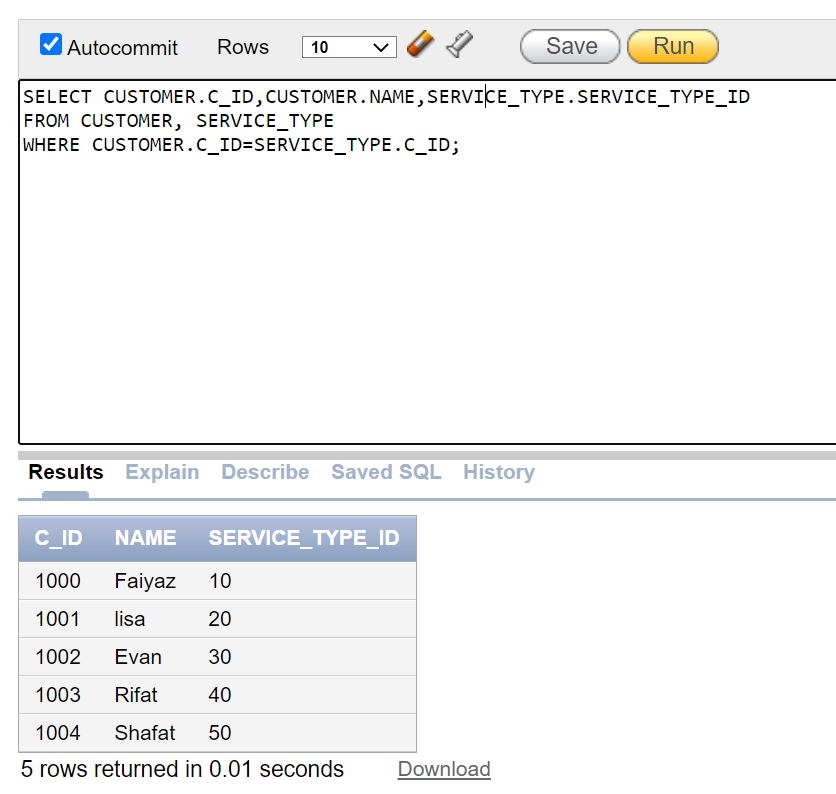 Autocommit Rows 10 Save Run
SELECT CUSTOMER.C_ID,CUSTOMER.NAME,SERVICE_TYPE.SERVICE_TYPE_ID
FROM CUSTOMER, SERVICE_TYPE
WHERE CUSTOMER.C_ID=SERVICE_TYPE.C_ID;
Results Explain Describe Saved SQL History
C_ID NAME SERVICE_TYPE_ID
1000 Faiyaz 10
1001 lisa 20
1002 Evan 30
1003 Rifat 40
1004 Shafat 50
5 rows returned in 0.01 seconds Download